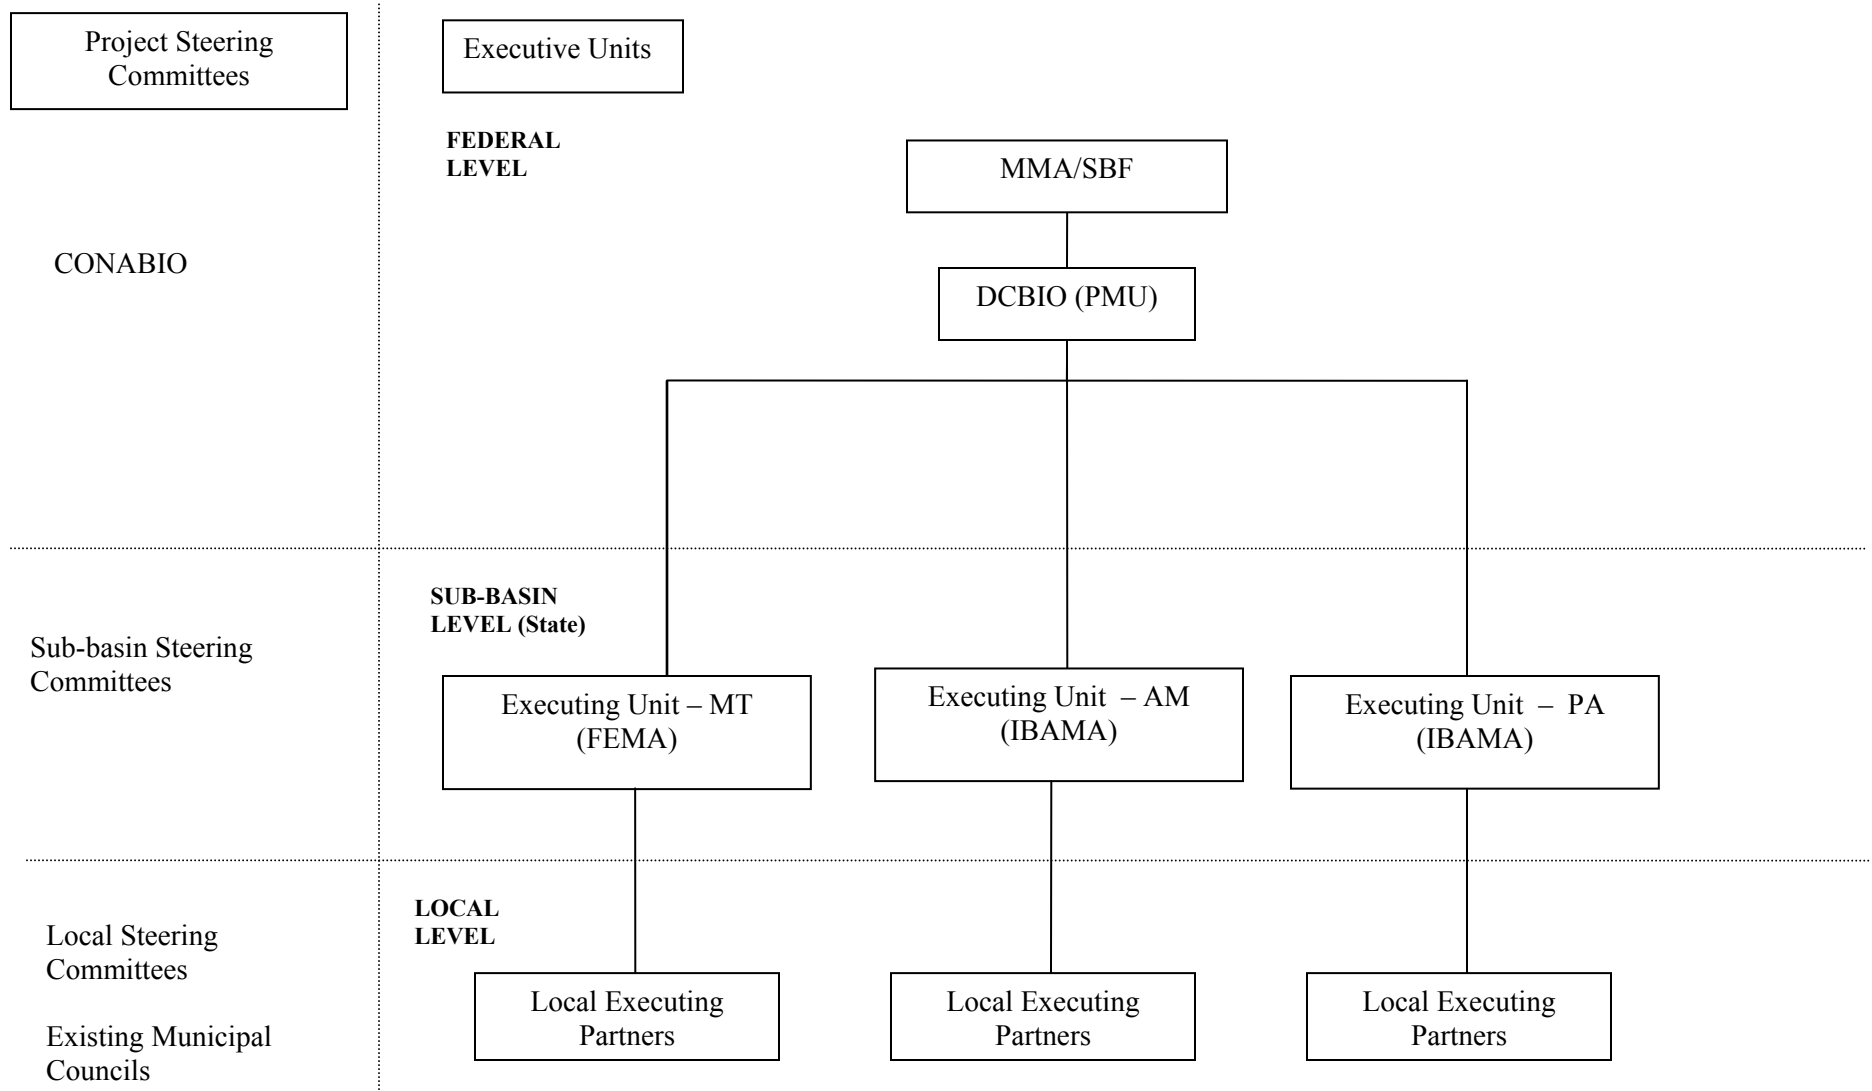 Project Steering
Committees
Executive Units
FEDERAL
LEVEL
MMA/SBF
CONABIO
DCBIO (PMU)
SUB-BASIN
LEVEL (State)
Sub-basin Steering
Committees
Executing Unit – MT
(FEMA)
Executing Unit – AM
(IBAMA)
Executing Unit – PA
(IBAMA)
LOCAL
LEVEL
Local Steering
Committees
Existing Municipal
Councils
Local Executing
Partners
Local Executing
Partners
Local Executing
Partners